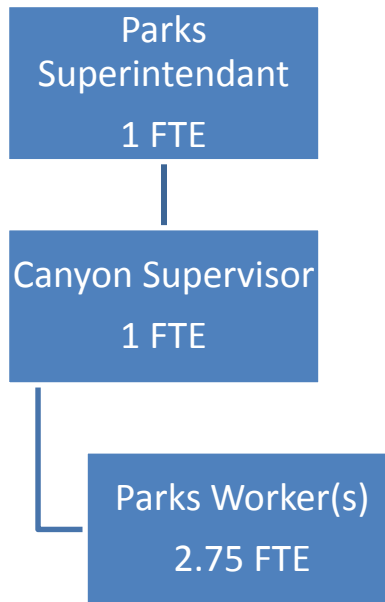 Parks
Superintendant
1 FTE
Canyon Supervisor
1 FTE
Parks Worker(s)
2.75 FTE